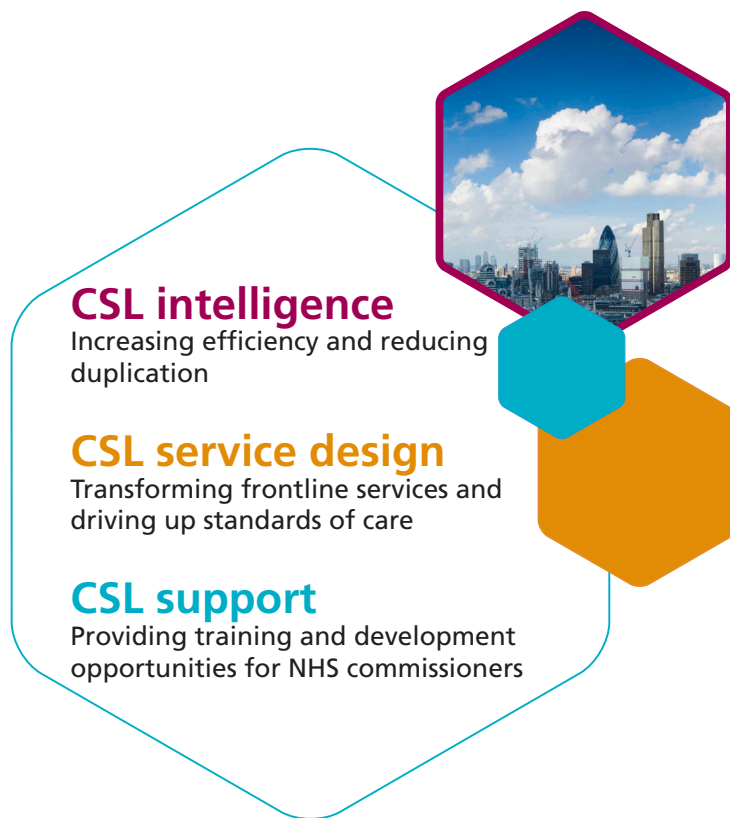 CSL intelligence
Increasing efficiency and reducing
duplication
CSL service design
Transforming frontline services and
driving up standards of care
CSL support
Providing training and development
opportunities for NHS commissioners